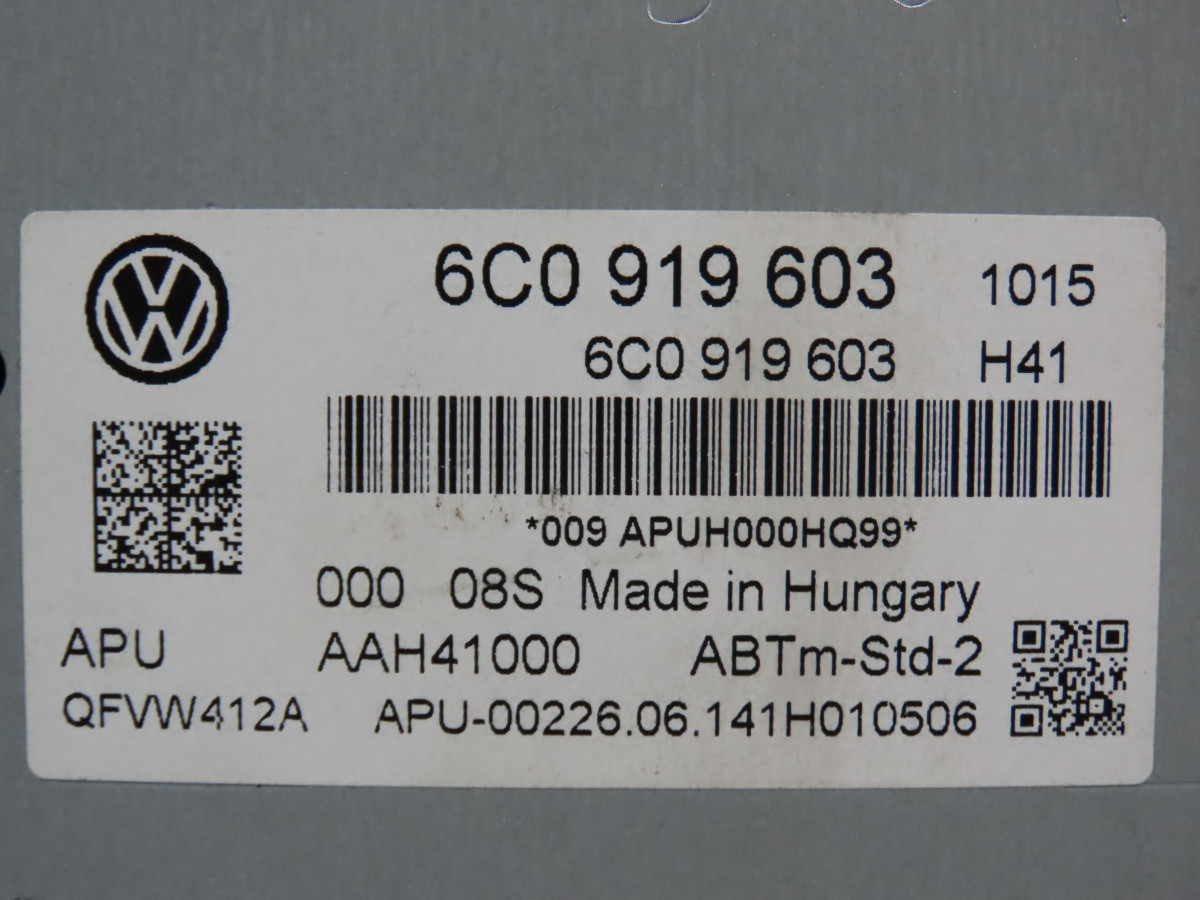 6C0 919 603 1015
6C0 919 603 H41
*009 APUH000HQ99*
000 08S Made in Hungary
APU AAH41000 ABTm-Std-2
QFVW412A APU-00226.06.141H010506